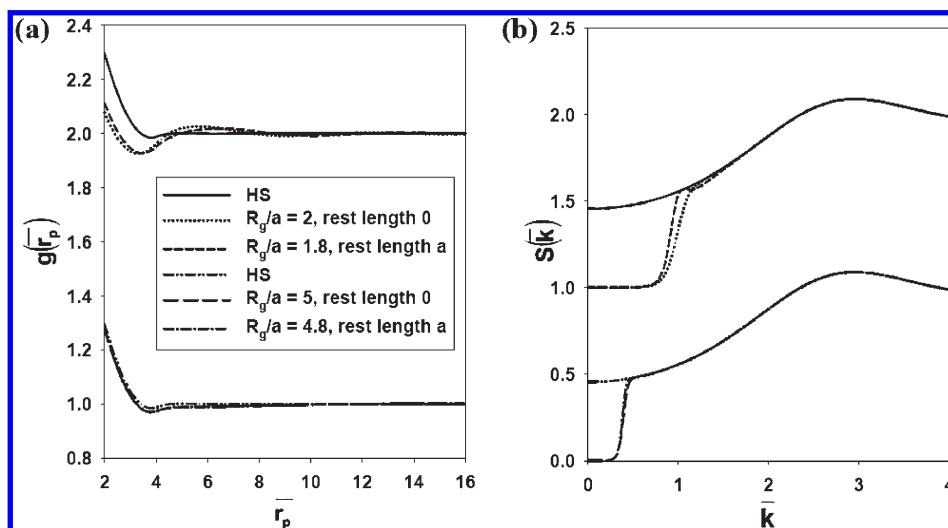 (a)
2.4
2.2
2.0
1.8
1.6
1.4
1.2
1.0
0.8
g(r̅p)
2 4 6 8 10 12 14 16
r̅p
HS
Rg/a = 2, rest length 0
Rg/a = 1.8, rest length a
HS
Rg/a = 5, rest length 0
Rg/a = 4.8, rest length a
(b)
2.5
2.0
1.5
1.0
0.5
0.0
S(k̅)
0 1 2 3 4
k̅